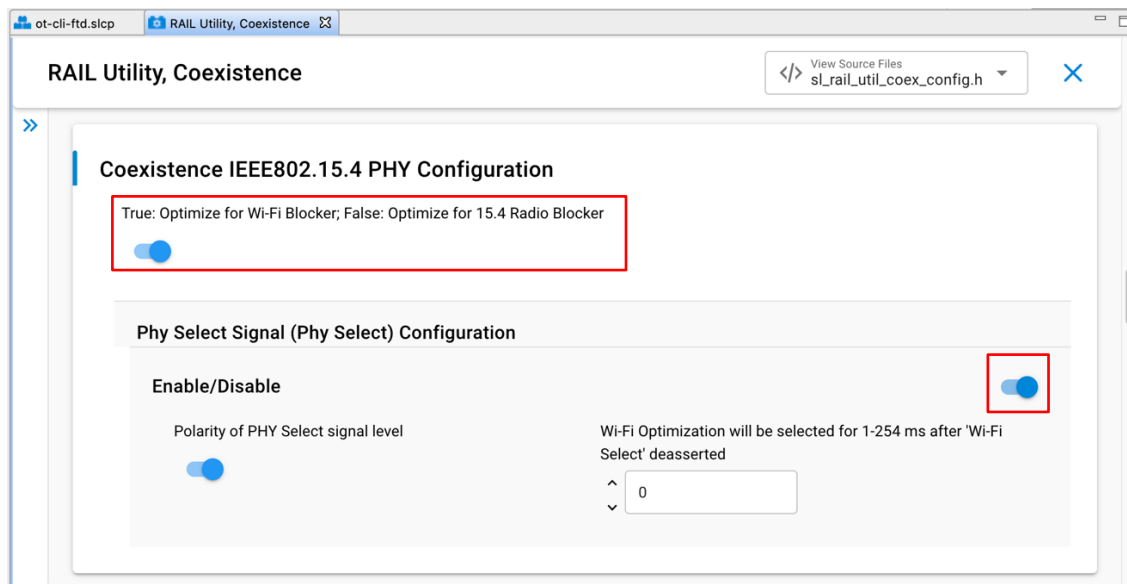 ot-cli-ftd.slcp
RAIL Utility, Coexistence
RAIL Utility, Coexistence
View Source Files
sl_rail_util_coex_config.h
Coexistence IEEE802.15.4 PHY Configuration
True: Optimize for Wi-Fi Blocker; False: Optimize for 15.4 Radio Blocker
Phy Select Signal (Phy Select) Configuration
Enable/Disable
Polarity of PHY Select signal level
Wi-Fi Optimization will be selected for 1-254 ms after 'Wi-Fi
Select' deasserted
0